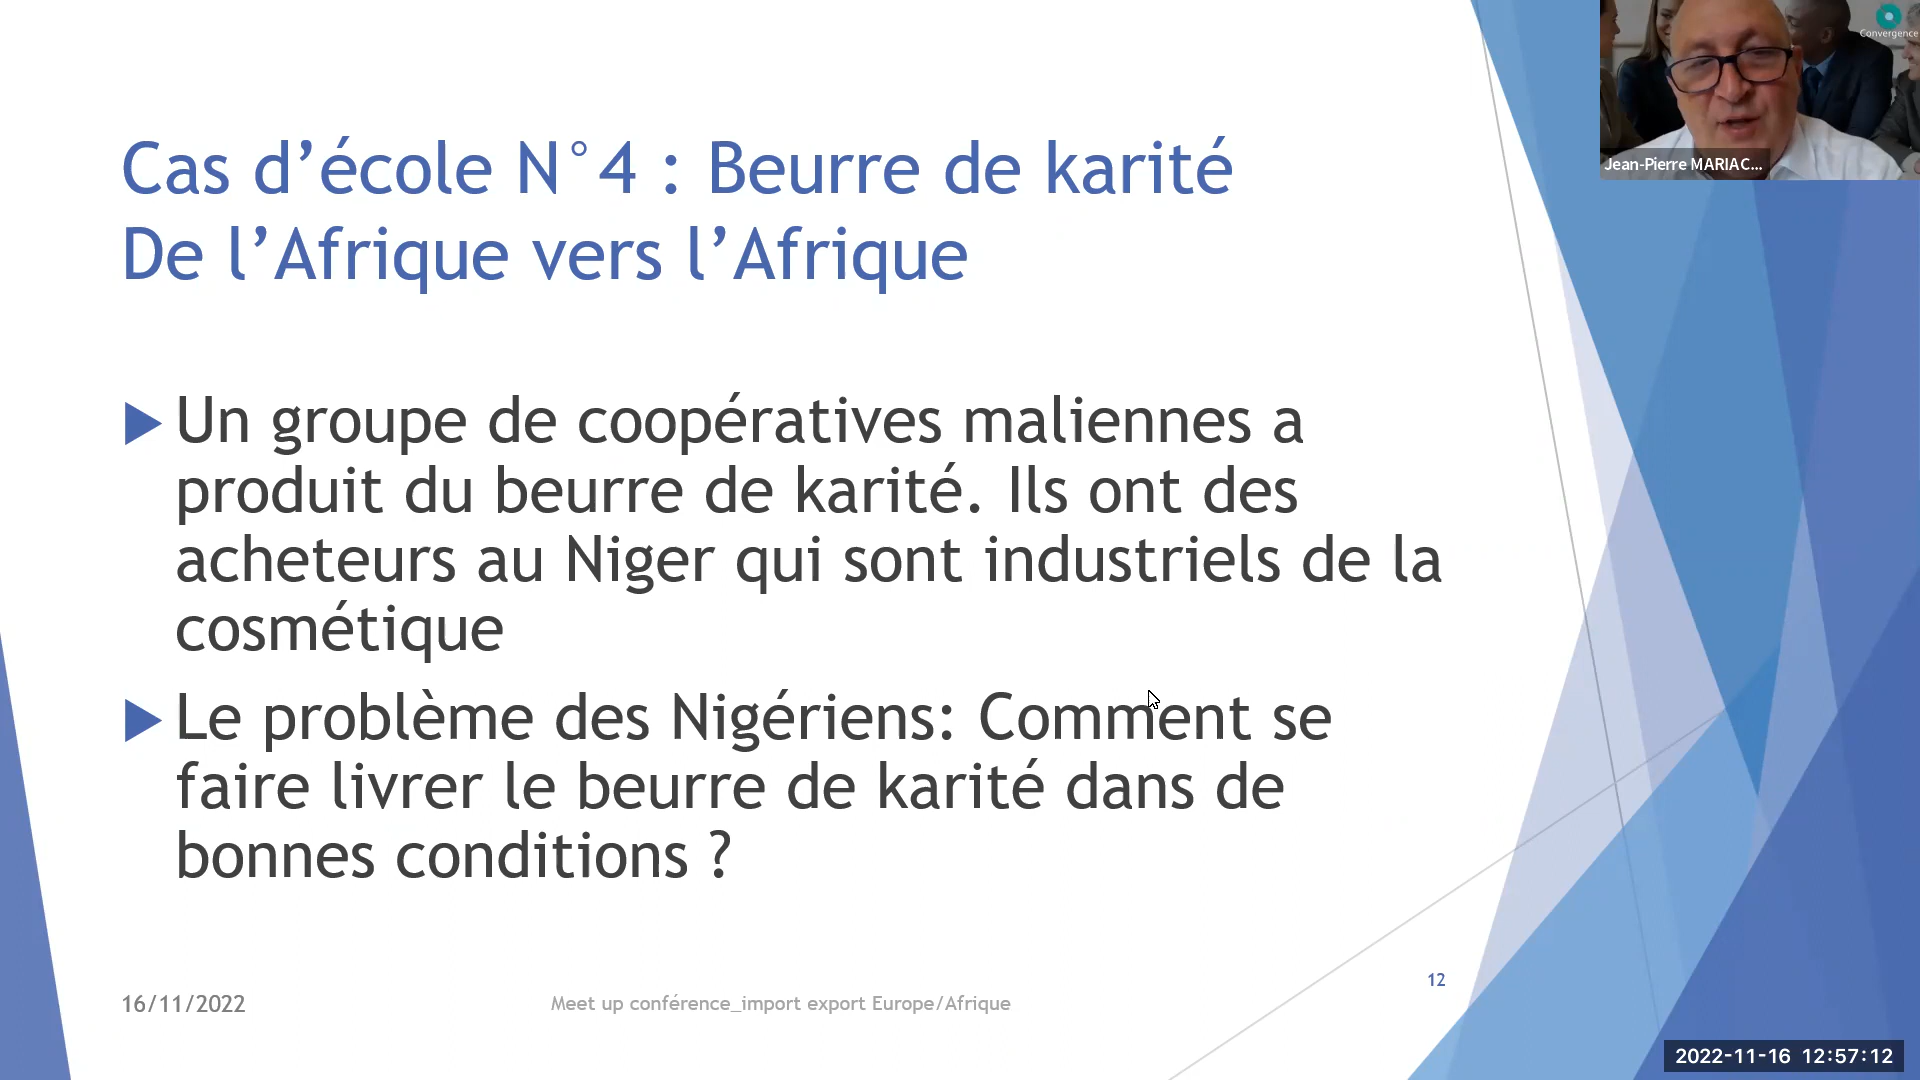 Convergence
Jean-Pierre MARIAC...
Cas d’école N°4 : Beurre de karité
De l’Afrique vers l’Afrique
Un groupe de coopératives maliennes a
produit du beurre de karité. Ils ont des
acheteurs au Niger qui sont industriels de la
cosmétique
Le problème des Nigériens: Comment se
faire livrer le beurre de karité dans de
bonnes conditions ?
12
16/11/2022
Meet up conférence_import export Europe/Afrique
2022-11-16 12:57:12